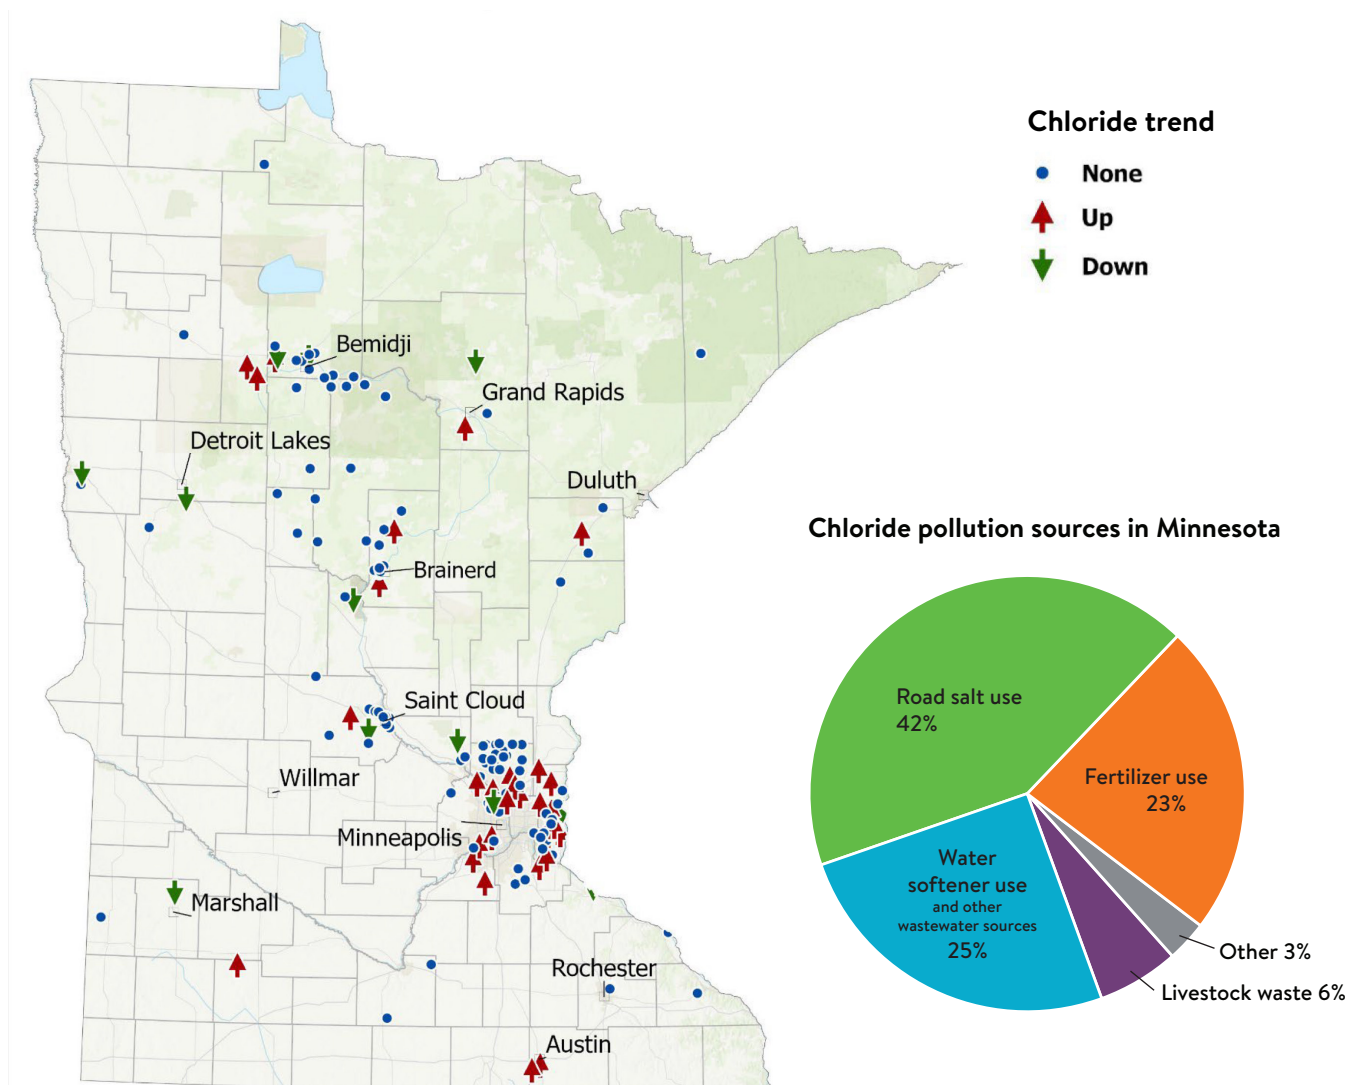 Chloride trend
None
Up
Down
Bemidji
Grand Rapids
Detroit Lakes
Duluth
Brainerd
Saint Cloud
Willmar
Minneapolis
Marshall
Rochester
Austin
Chloride pollution sources in Minnesota
Road salt use
42%
Fertilizer use
23%
Water
softener use
and other
wastewater sources
25%
Other 3%
Livestock waste 6%